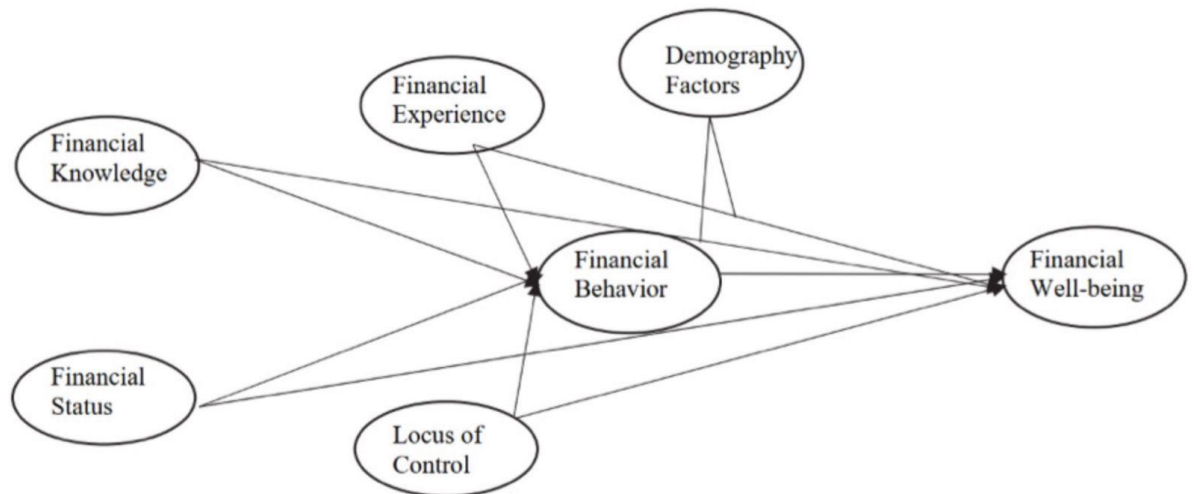 Demography
Factors
Financial
Experience
Financial
Knowledge
Financial
Behavior
Financial
Well-being
Financial
Status
Locus of
Control